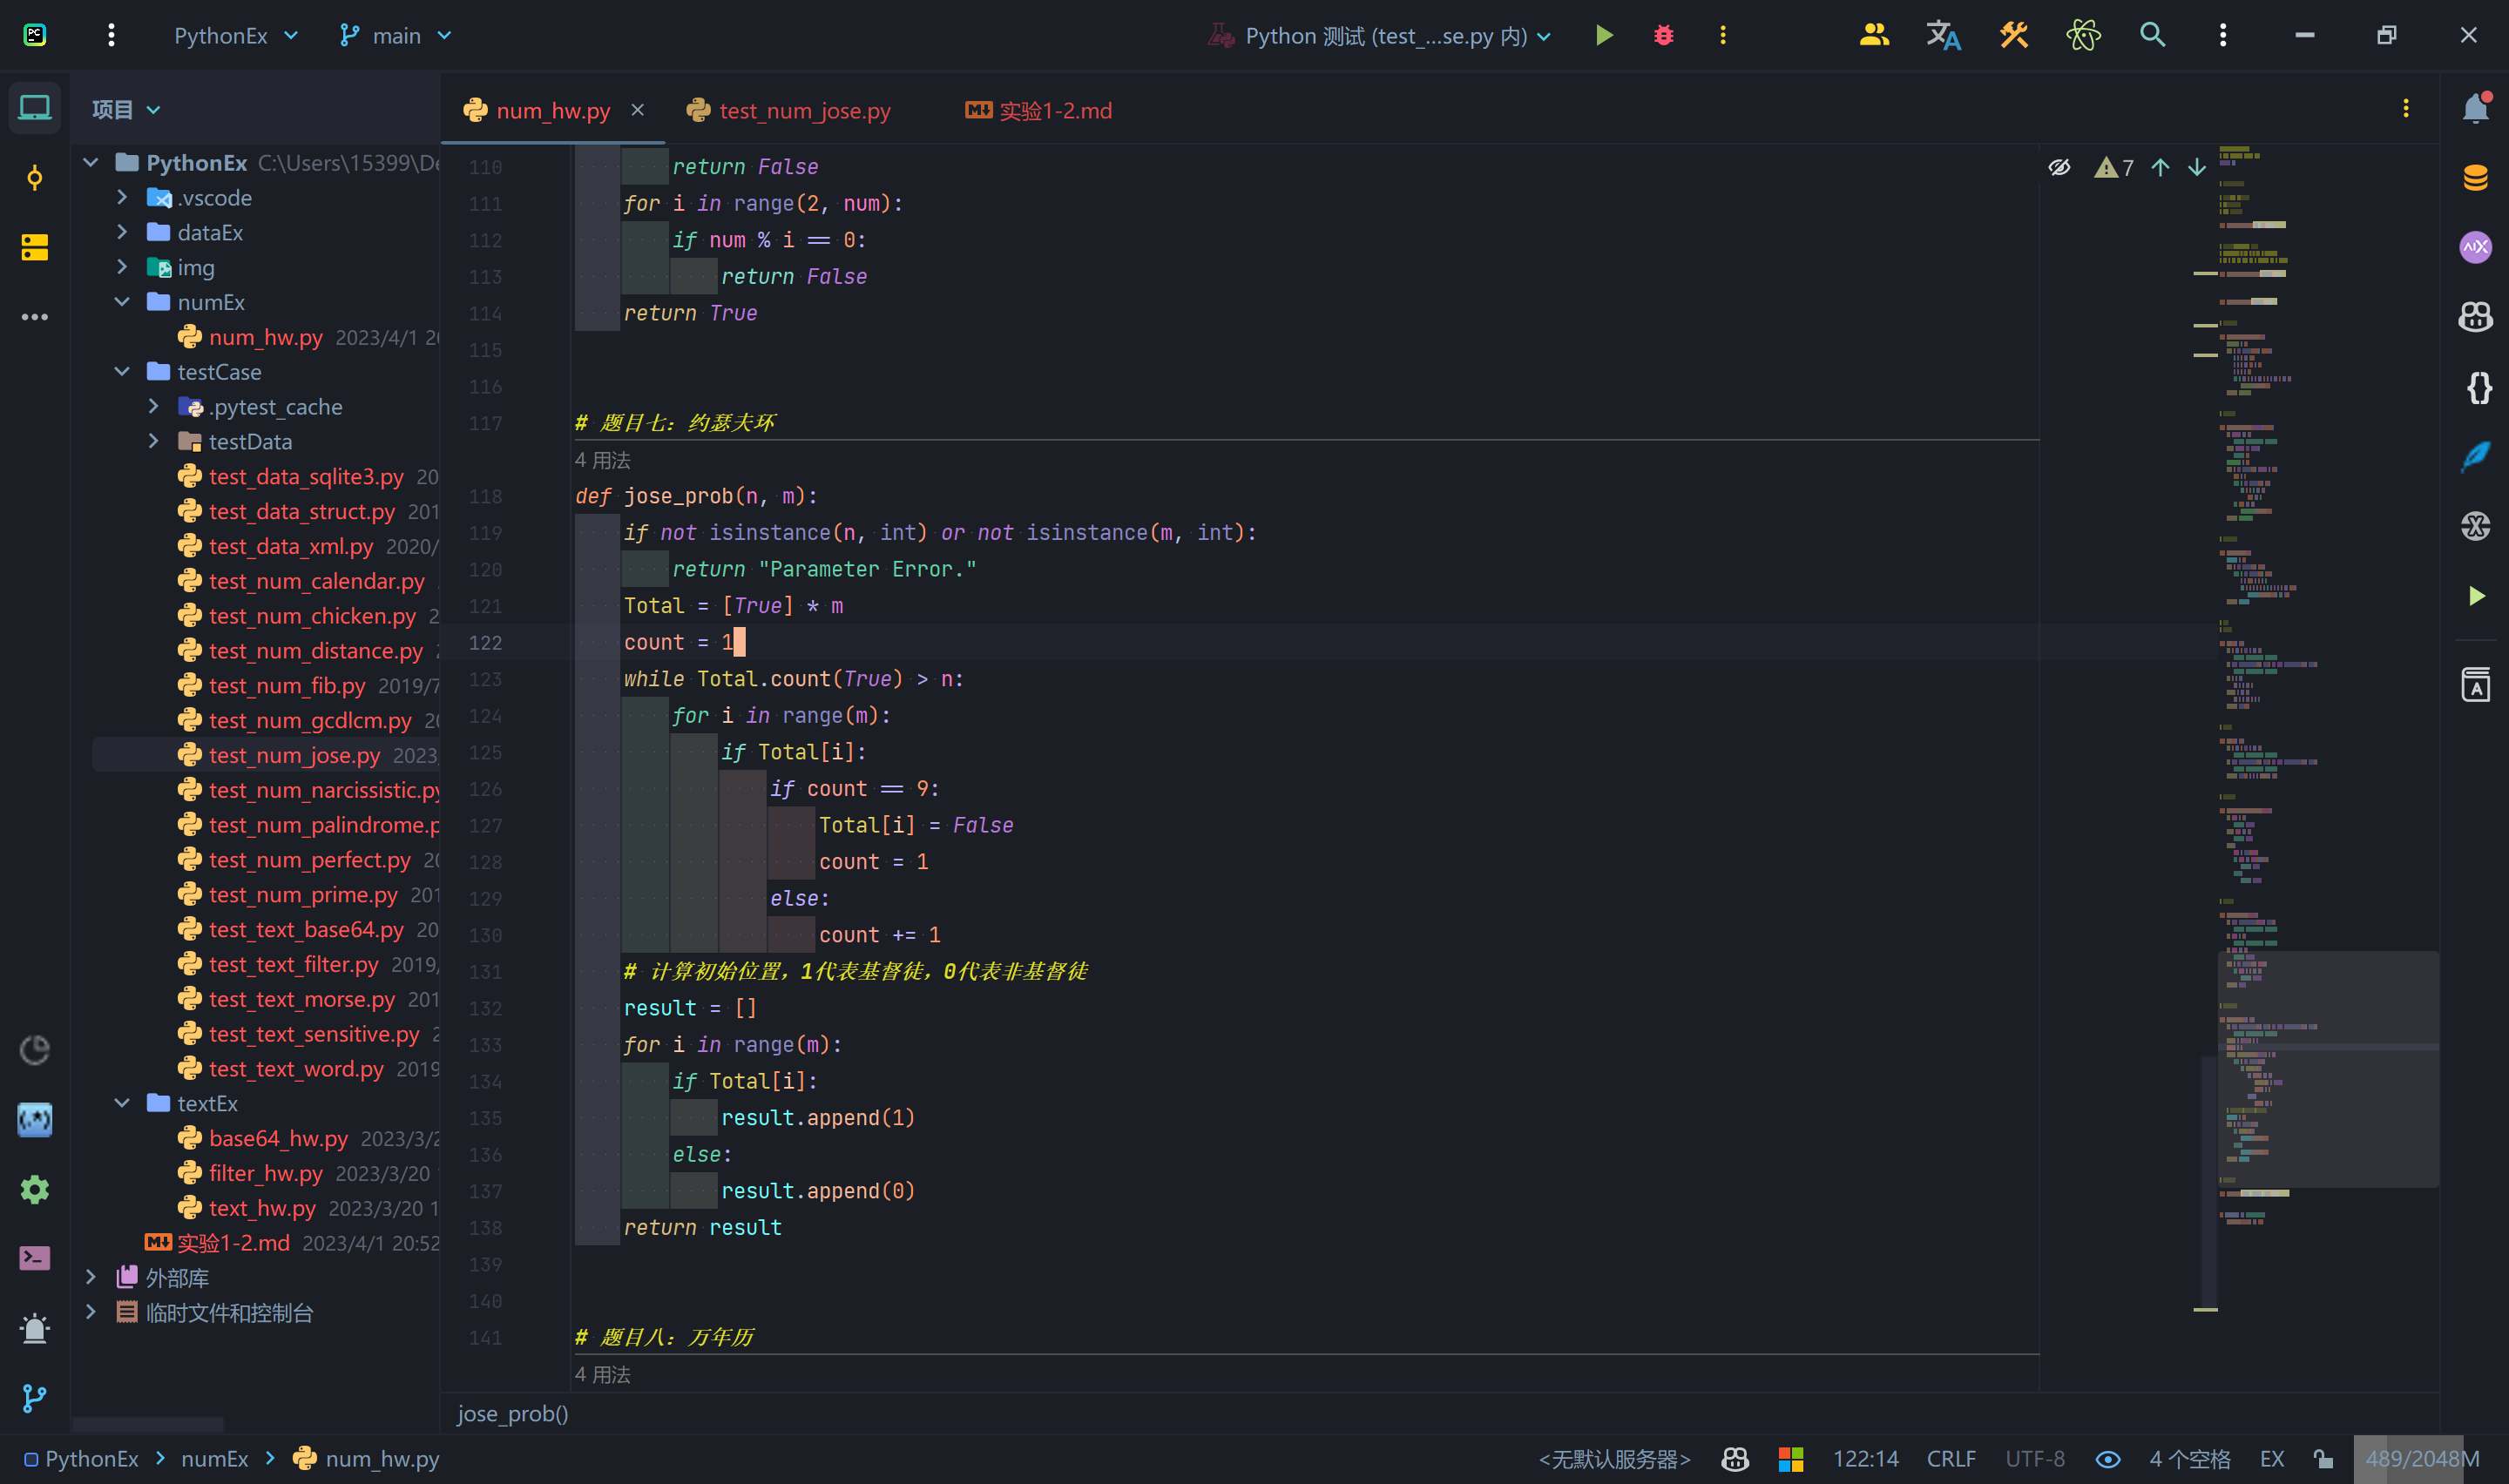 PythonEx
main
Python 测试 (test_...se.py 内)
项目
PythonEx C:\Users\15399\De
.vscode
dataEx
img
numEx
num_hw.py 2023/4/1 20
testCase
.pytest_cache
testData
test_data_sqlite3.py 20
test_data_struct.py 201
test_data_xml.py 2020/
test_num_calendar.py
test_num_chicken.py 2
test_num_distance.py
test_num_fib.py 2019/7
test_num_gcdlcm.py 20
test_num_jose.py 2023
test_num_narcissistic.py
test_num_palindrome.p
test_num_perfect.py 20
test_num_prime.py 201
test_text_base64.py 20
test_text_filter.py 2019/
test_text_morse.py 201
test_text_sensitive.py 2
test_text_word.py 2019
textEx
base64_hw.py 2023/3/2
filter_hw.py 2023/3/20
text_hw.py 2023/3/20 1
实验1-2.md 2023/4/1 20:52
外部库
临时文件和控制台
num_hw.py
test_num_jose.py
实验1-2.md
7
110 return False
111 for i in range(2, num):
112 if num % i == 0:
113 return False
114 return True
115
116
117 # 题目七：约瑟夫环
4 用法
118 def jose_prob(n, m):
119 if not isinstance(n, int) or not isinstance(m, int):
120 return "Parameter Error."
121 Total = [True] * m
122 count = 1
123 while Total.count(True) > n:
124 for i in range(m):
125 if Total[i]:
126 if count == 9:
127 Total[i] = False
128 count = 1
129 else:
130 count += 1
131 # 计算初始位置，1代表基督徒，0代表非基督徒
132 result = []
133 for i in range(m):
134 if Total[i]:
135 result.append(1)
136 else:
137 result.append(0)
138 return result
139
140
141 # 题目八：万年历
4 用法
jose_prob()
PythonEx > numEx > num_hw.py
<无默认服务器>
122:14
CRLF
UTF-8
4 个空格
EX
489/2048M